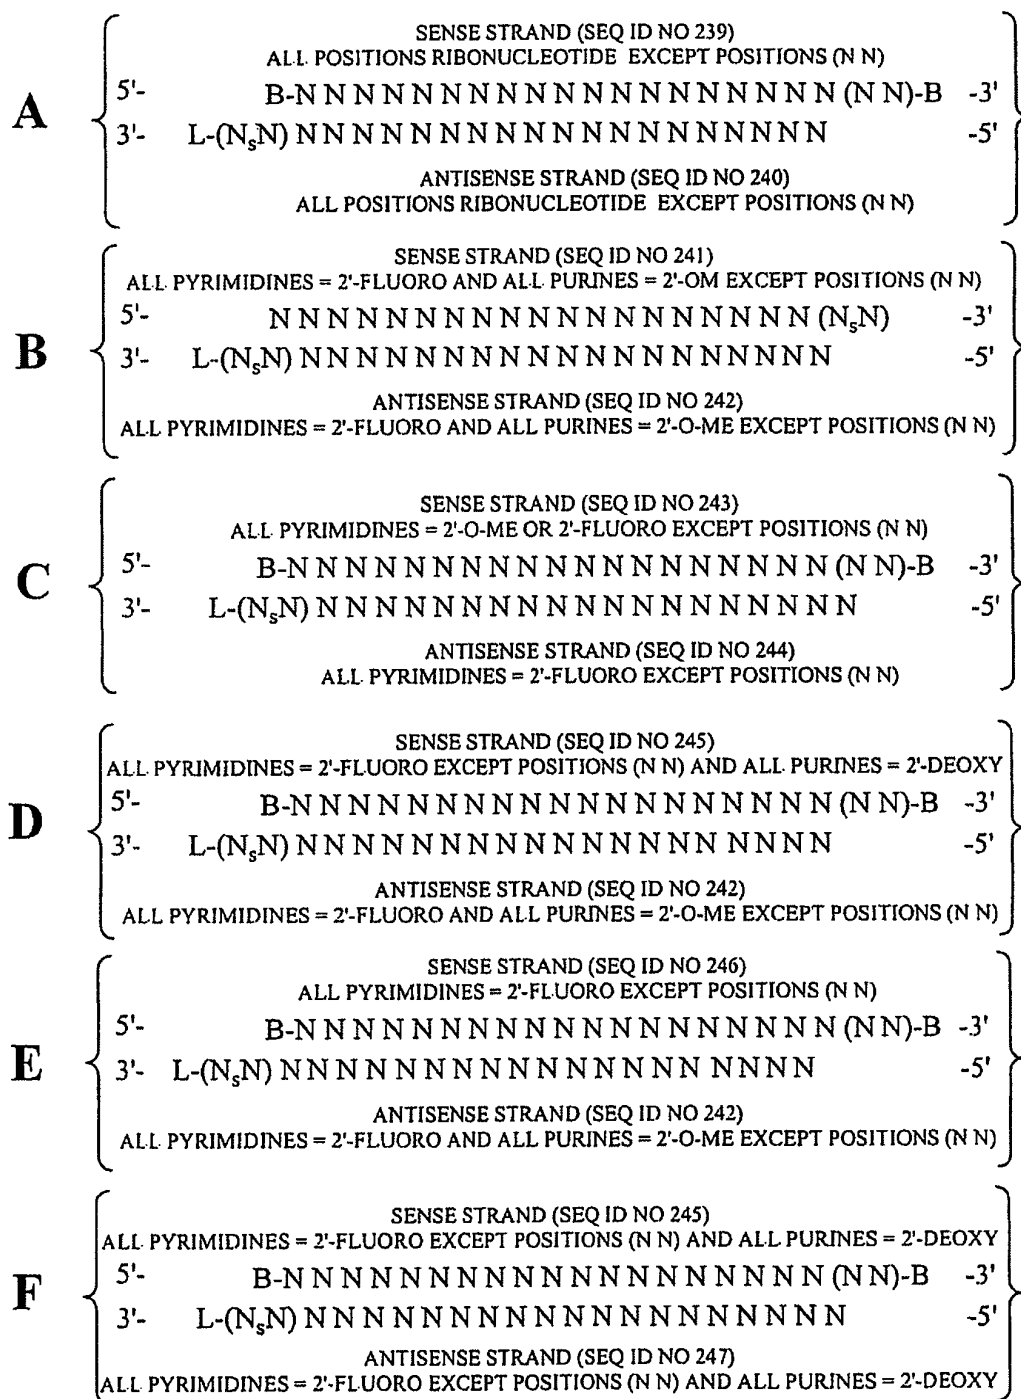 SENSE STRAND (SEQ ID NO 239)
ALL POSITIONS RIBONUCLEOTIDE EXCEPT POSITIONS (N N)
A
5'- B-N N N N N N N N N N N N N N N N N N N (N N)-B -3'
3'- L-(NsN) N N N N N N N N N N N N N N N N N N N -5'
ANTISENSE STRAND (SEQ ID NO 240)
ALL POSITIONS RIBONUCLEOTIDE EXCEPT POSITIONS (N N)
SENSE STRAND (SEQ ID NO 241)
ALL PYRIMIDINES = 2'-FLUORO AND ALL PURINES = 2'-OM EXCEPT POSITIONS (N N)
B
5'- N N N N N N N N N N N N N N N N N N N (NsN) -3'
3'- L-(NsN) N N N N N N N N N N N N N N N N N N N -5'
ANTISENSE STRAND (SEQ ID NO 242)
ALL PYRIMIDINES = 2'-FLUORO AND ALL PURINES = 2'-O-ME EXCEPT POSITIONS (N N)
SENSE STRAND (SEQ ID NO 243)
ALL PYRIMIDINES = 2'-O-ME OR 2'-FLUORO EXCEPT POSITIONS (N N)
C
5'- B-N N N N N N N N N N N N N N N N N N N (N N)-B -3'
3'- L-(NsN) N N N N N N N N N N N N N N N N N N N -5'
ANTISENSE STRAND (SEQ ID NO 244)
ALL PYRIMIDINES = 2'-FLUORO EXCEPT POSITIONS (N N)
SENSE STRAND (SEQ ID NO 245)
ALL PYRIMIDINES = 2'-FLUORO EXCEPT POSITIONS (N N) AND ALL PURINES = 2'-DEOXY
D
5'- B-N N N N N N N N N N N N N N N N N N N (N N)-B -3'
3'- L-(NsN) N N N N N N N N N N N N N N N N N N N -5'
ANTISENSE STRAND (SEQ ID NO 242)
ALL PYRIMIDINES = 2'-FLUORO AND ALL PURINES = 2'-O-ME EXCEPT POSITIONS (N N)
SENSE STRAND (SEQ ID NO 246)
ALL PYRIMIDINES = 2'-FLUORO EXCEPT POSITIONS (N N)
E
5'- B-N N N N N N N N N N N N N N N N N N N (N N)-B -3'
3'- L-(NsN) N N N N N N N N N N N N N N N N N N N -5'
ANTISENSE STRAND (SEQ ID NO 242)
ALL PYRIMIDINES = 2'-FLUORO AND ALL PURINES = 2'-O-ME EXCEPT POSITIONS (N N)
SENSE STRAND (SEQ ID NO 245)
ALL PYRIMIDINES = 2'-FLUORO EXCEPT POSITIONS (N N) AND ALL PURINES = 2'-DEOXY
F
5'- B-N N N N N N N N N N N N N N N N N N N (N N)-B -3'
3'- L-(NsN) N N N N N N N N N N N N N N N N N N N -5'
ANTISENSE STRAND (SEQ ID NO 247)
ALL PYRIMIDINES = 2'-FLUORO EXCEPT POSITIONS (N N) AND ALL PURINES = 2'-DEOXY